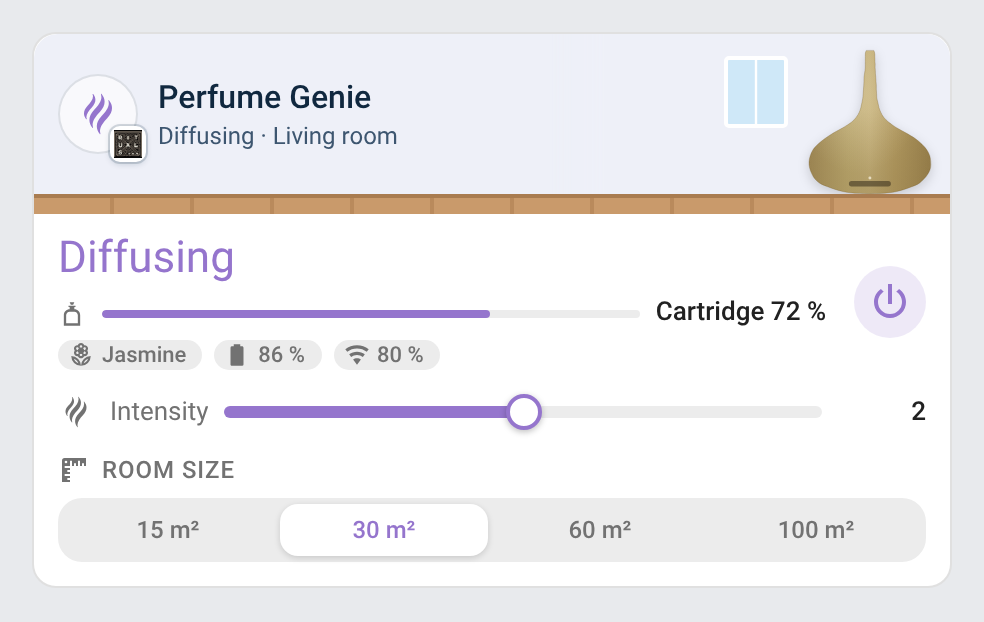 Perfume Genie
Diffusing · Living room
Diffusing
Cartridge 72 %
Jasmine
86 %
80 %
Intensity
2
ROOM SIZE
15 m²
30 m²
60 m²
100 m²